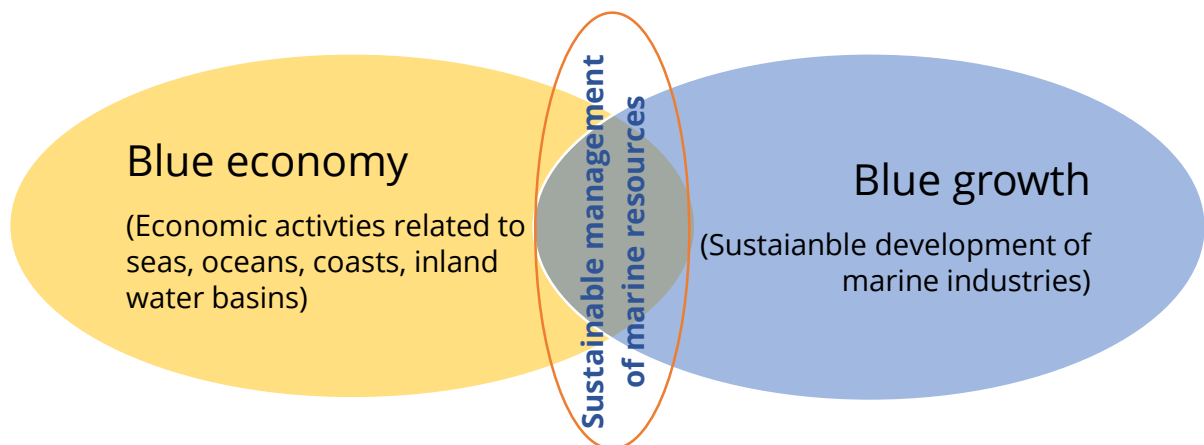 Blue economy
(Economic activties related to
seas, oceans, coasts, inland
water basins)
Sustainable management
of marine resources
Blue growth
(Sustaianble development of
marine industries)